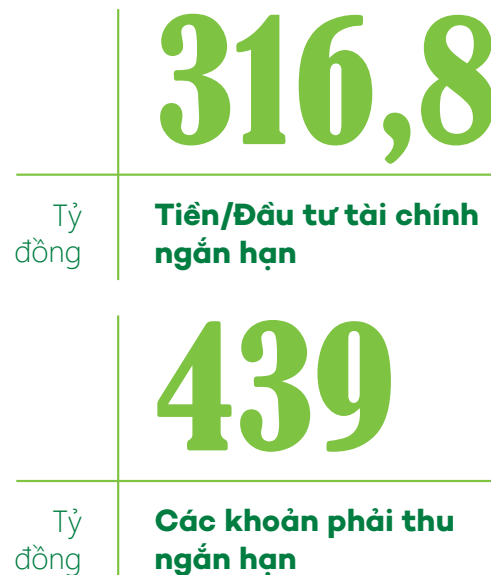 316,8
Tỷ
đồng
Tiền/Đầu tư tài chính
ngắn hạn
439
Tỷ
đồng
Các khoản phải thu
ngắn hạn